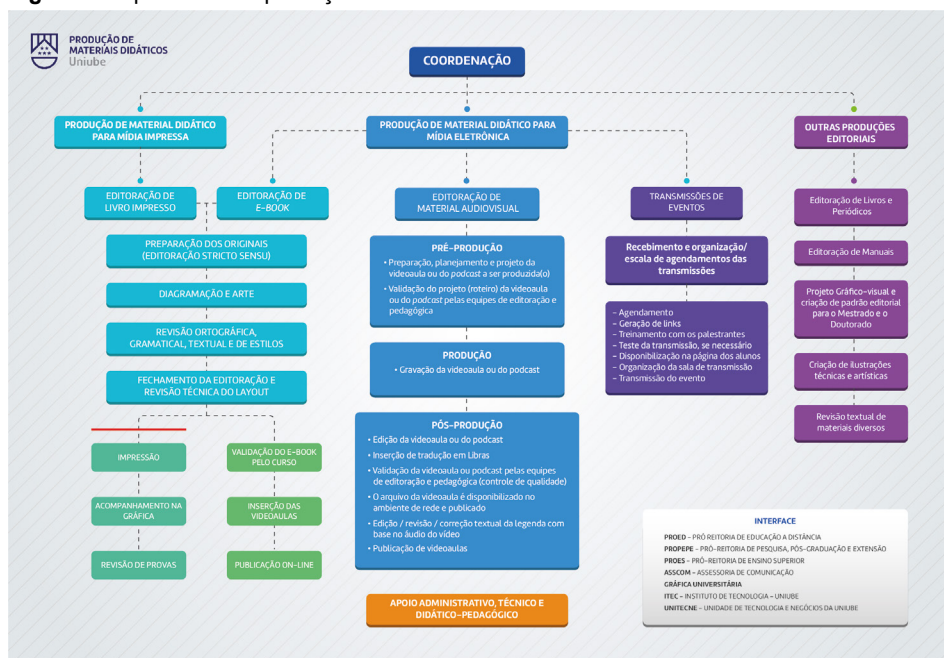 PRODUÇÃO DE
MATERIAIS DIDÁTICOS
Uniube
COORDENAÇÃO
PRODUÇÃO DE MATERIAL DIDÁTICO
PARA MÍDIA IMPRESSA
PRODUÇÃO DE MATERIAL DIDÁTICO PARA
MÍDIA ELETRÔNICA
OUTRAS PRODUÇÕES
EDITORIAIS
EDITORAÇÃO DE
LIVRO IMPRESSO
EDITORAÇÃO DE
E-BOOK
PREPARAÇÃO DOS ORIGINAIS
(EDITORAÇÃO STRICTO SENSU)
DIAGRAMAÇÃO E ARTE
REVISÃO ORTOGRÁFICA,
GRAMATICAL, TEXTUAL E DE ESTILOS
FECHAMENTO DA EDITORAÇÃO E
REVISÃO TÉCNICA DO LAYOUT
IMPRESSÃO
ACOMPANHAMENTO NA
GRÁFICA
REVISÃO DE PROVAS
VALIDAÇÃO DO E-BOOK
PELO CURSO
INSERÇÃO DAS
VIDEOAULAS
PUBLICAÇÃO ON-LINE
EDITORAÇÃO DE
MATERIAL AUDIOVISUAL
PRÉ-PRODUÇÃO
• Preparação, planejamento e projeto da
videoaula ou do podcast a ser produzida(o)
• Validação do projeto (roteiro) da videoaula
ou do podcast pelas equipes de editoração e
pedagógica
PRODUÇÃO
• Gravação da videoaula ou do podcast
PÓS-PRODUÇÃO
• Edição da videoaula ou do podcast
• Inserção de tradução em Libras
• Validação da videoaula ou podcast pelas equipes
de editoração e pedagógica (controle de qualidade)
• O arquivo da videoaula é disponibilizado no
ambiente de rede e publicado
• Edição / revisão / correção textual da legenda com
base no áudio do vídeo
• Publicação de videoaulas
APOIO ADMINISTRATIVO, TÉCNICO E
DIDÁTICO-PEDAGÓGICO
TRANSMISSÕES DE
EVENTOS
Recebimento e organização/
escala de agendamentos das
transmissões
– Agendamento
– Geração de links
– Treinamento com os palestrantes
– Teste da transmissão, se necessário
– Disponibilização na página dos alunos
– Organização da sala de transmissão
– Transmissão do evento
Editoração de Livros e
Periódicos
Editoração de Manuais
Projeto Gráfico-visual e
criação de padrão editorial
para o Mestrado e o
Doutorado
Criação de ilustrações
técnicas e artísticas
Revisão textual de
materiais diversos
INTERFACE
PROED – PRÓ REITORIA DE EDUCAÇÃO A DISTÂNCIA
PROPEPE – PRÓ-REITORIA DE PESQUISA, PÓS-GRADUAÇÃO E EXTENSÃO
PROES – PRÓ-REITORIA DE ENSINO SUPERIOR
ASSCOM – ASSESSORIA DE COMUNICAÇÃO
GRÁFICA UNIVERSITÁRIA
ITEC – INSTITUTO DE TECNOLOGIA – UNIUBE
UNITECNE – UNIDADE DE TECNOLOGIA E NEGÓCIOS DA UNIUBE